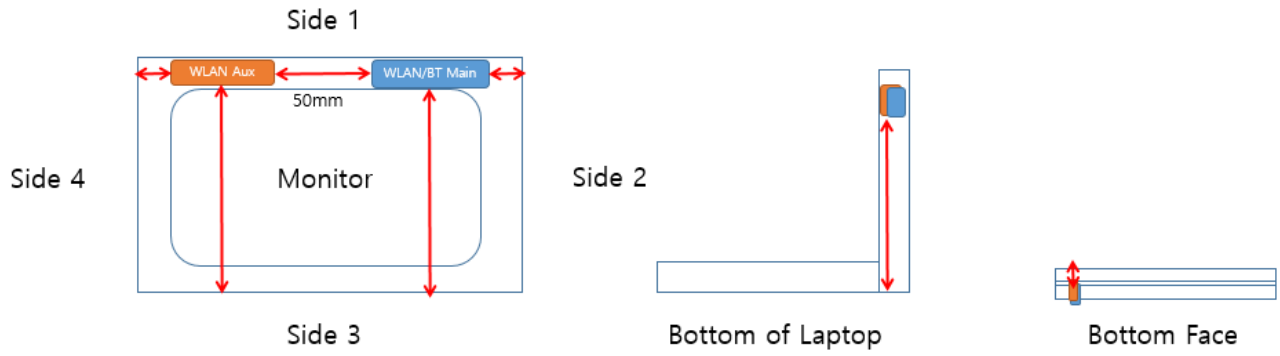 Side 1
WLAN Aux
WLAN/BT Main
50mm
Side 4
Monitor
Side 2
Side 3
Bottom of Laptop
Bottom Face